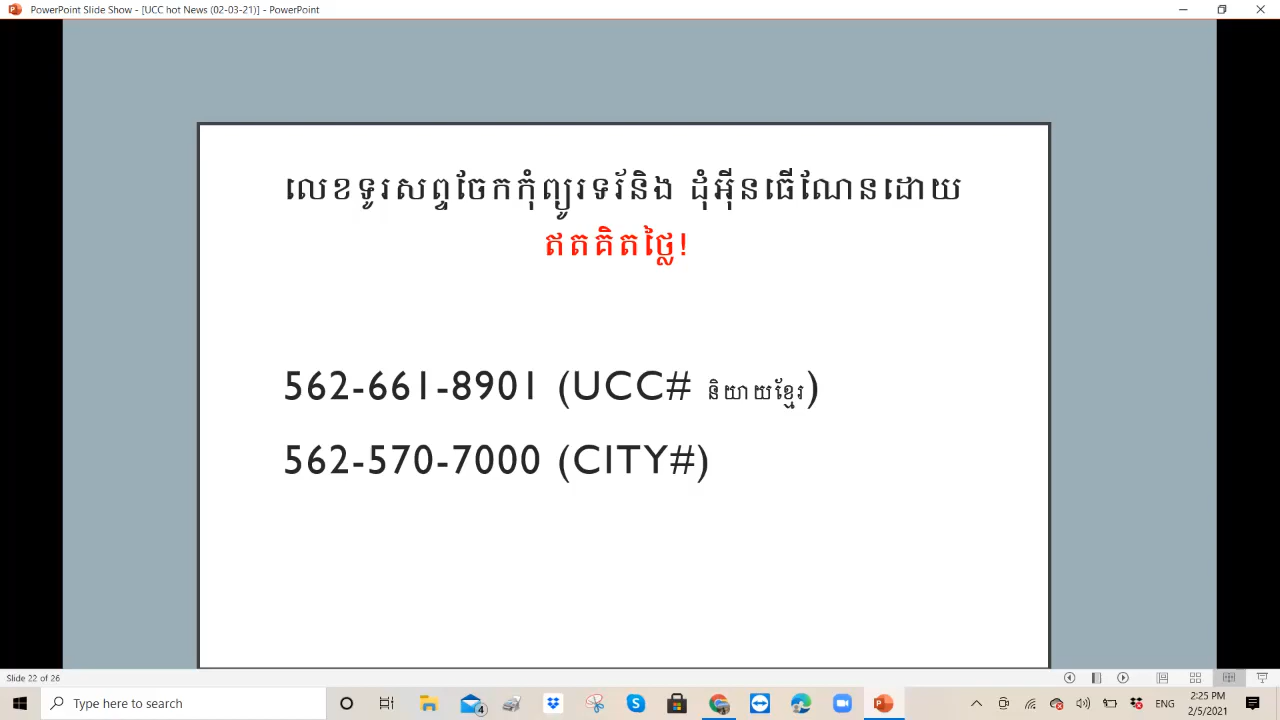 PowerPoint Slide Show - [UCC hot News (02-03-21)] - PowerPoint
លេខទូរសព្ទចែកកុំព្យូរទរ័និង ដុំអ៊ីនធើណែនដោយ
ឥតគិតថ្លៃ!
562-661-8901 (UCC# និយាយខ្មែរ)
562-570-7000 (CITY#)
Slide 22 of 26
Type here to search
4
ENG
2:25 PM
2/5/2021